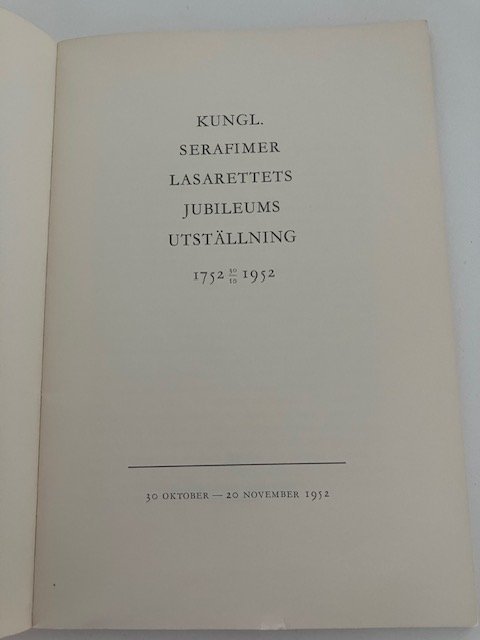 KUNGL.
SERAFIMER
LASARETTETS
JUBILEUMS
UTSTÄLLNING
1752 30/10 1952
30 OKTOBER — 20 NOVEMBER 1952